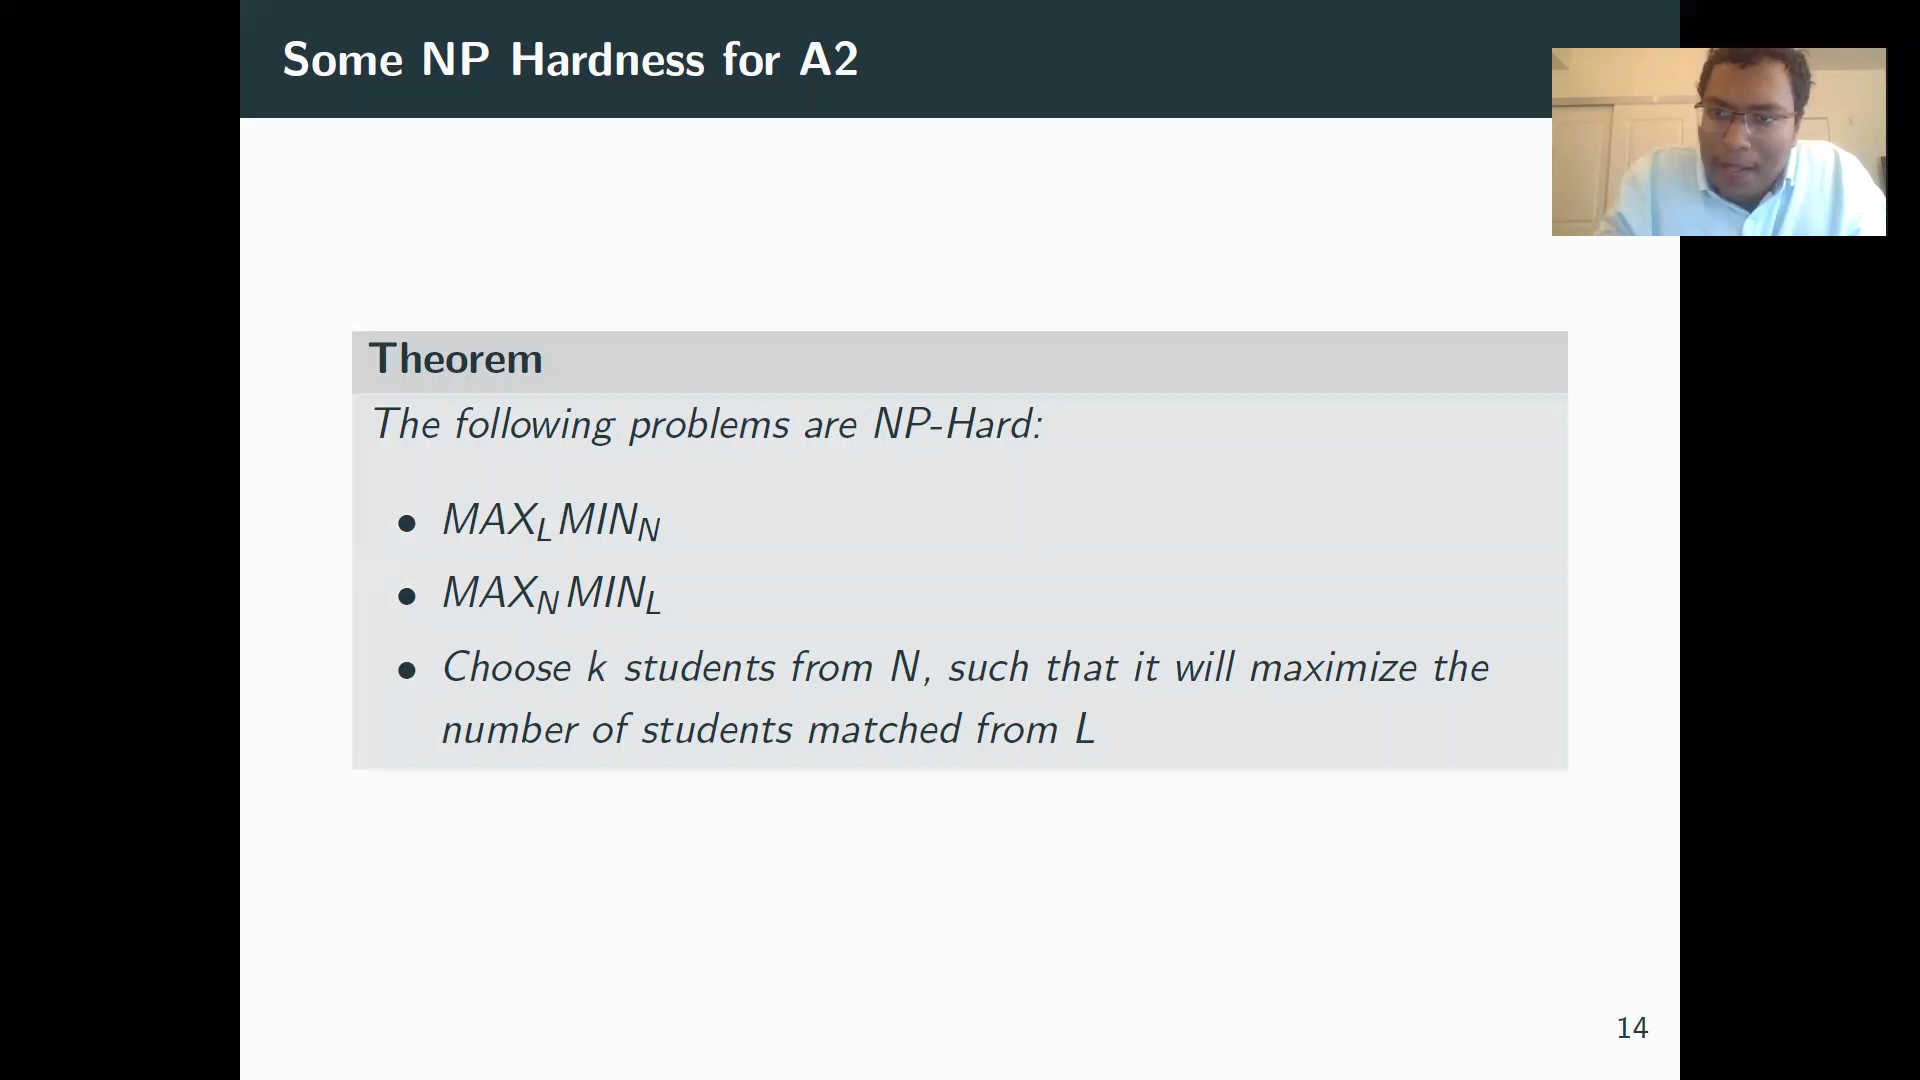 Some NP Hardness for A2
Theorem
The following problems are NP-Hard:
• MAX_L MIN_N
• MAX_N MIN_L
• Choose k students from N, such that it will maximize the
number of students matched from L
14